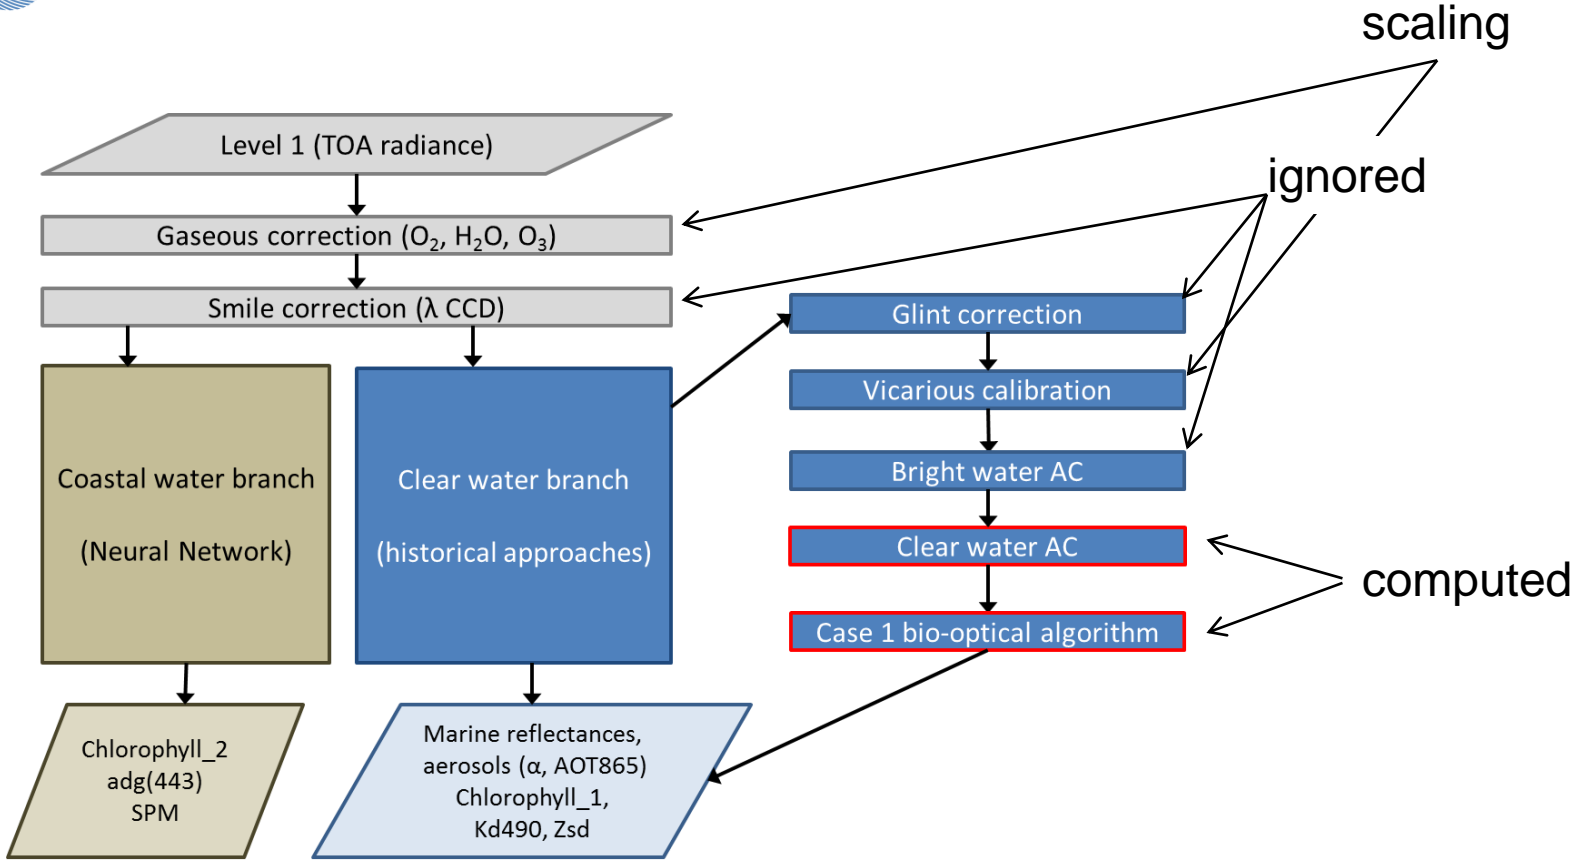 scaling
Level 1 (TOA radiance)
ignored
Gaseous correction (O₂, H₂O, O₃)
Smile correction (λ CCD)
Glint correction
Vicarious calibration
Bright water AC
Clear water AC
Case 1 bio-optical algorithm
computed
Coastal water branch
(Neural Network)
Clear water branch
(historical approaches)
Chlorophyll_2
adg(443)
SPM
Marine reflectances,
aerosols (α, AOT865)
Chlorophyll_1,
Kd490, Zsd